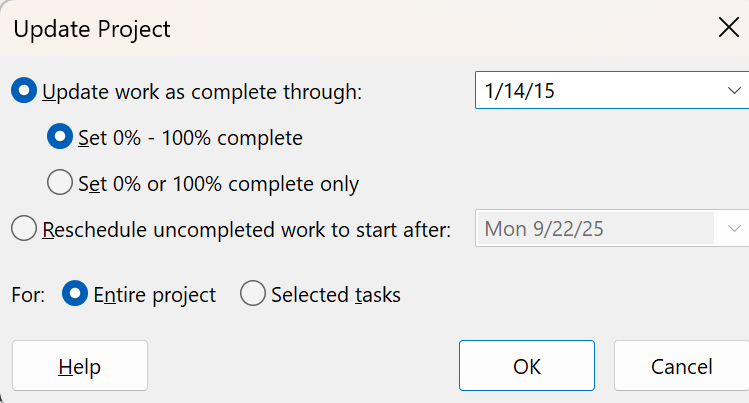 Update Project
Update work as complete through: 1/14/15
Set 0% - 100% complete
Set 0% or 100% complete only
Reschedule uncompleted work to start after: Mon 9/22/25
For: Entire project Selected tasks
Help OK Cancel